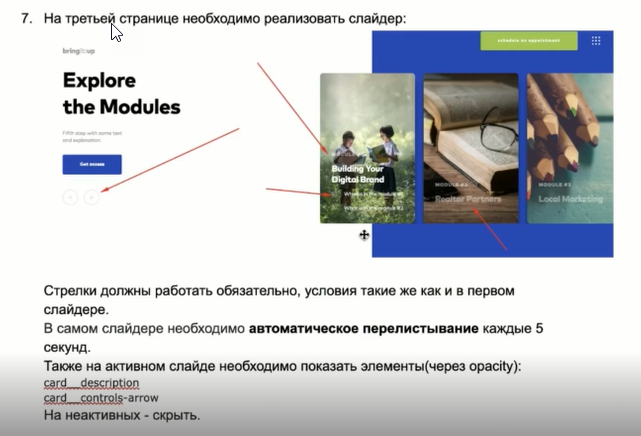 7. На третьей странице необходимо реализовать слайдер:
bringitup
schedule an appointment
Explore
the Modules
Fifth step with some text
and explanation.
Get access
Building Your
Digital Brand
MODULE #2
Realtor Partners
MODULE #3
Local Marketing
Стрелки должны работать обязательно, условия такие же как и в первом
слайдере.
В самом слайдере необходимо автоматическое перелистывание каждые 5
секунд.
Также на активном слайде необходимо показать элементы(через opacity):
card__description
card__controls-arrow
На неактивных - скрыть.